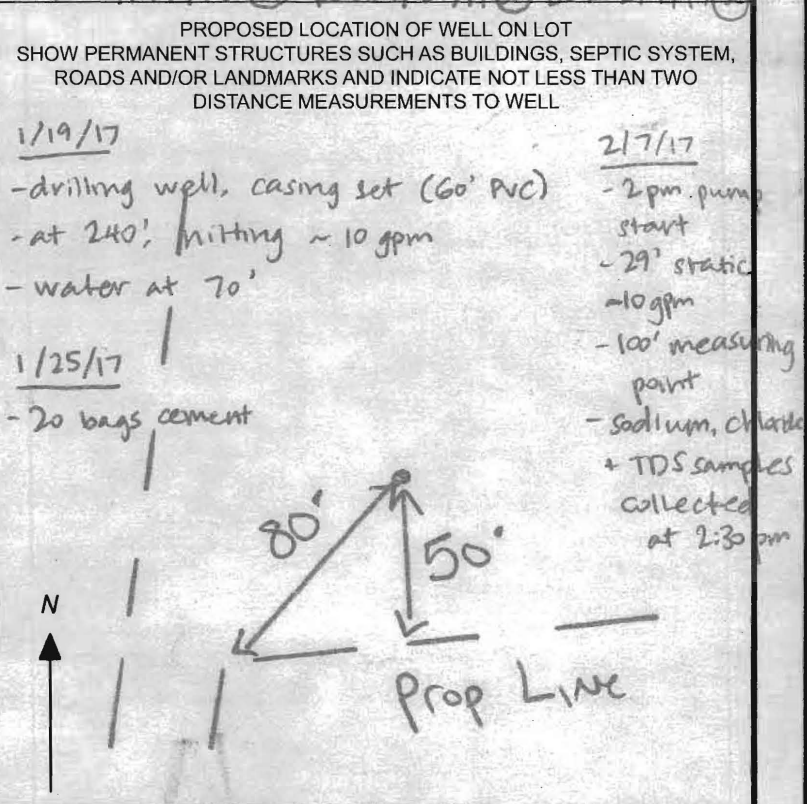 PROPOSED LOCATION OF WELL ON LOT
SHOW PERMANENT STRUCTURES SUCH AS BUILDINGS, SEPTIC SYSTEM,
ROADS AND/OR LANDMARKS AND INDICATE NOT LESS THAN TWO
DISTANCE MEASUREMENTS TO WELL
1/19/17
-drilling well, casing set (60' PVC)
-at 240', hitting ~ 10 gpm
- water at 70'
1/25/17
- 20 bags cement
2/7/17
- 2 pm pump
start
- 29' static
~10 gpm
- 100' measuring
point
- sodium, chloride
+ TDS samples
collected
at 2:30 pm
80'
50'
N
Prop Line